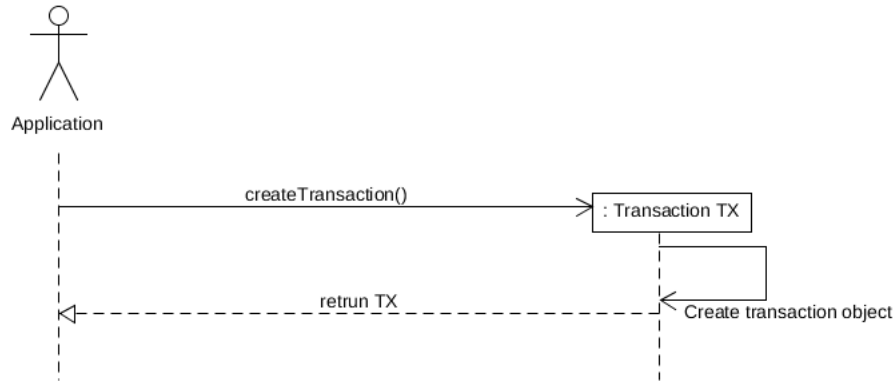 Application
createTransaction()
: Transaction TX
retrun TX
Create transaction object